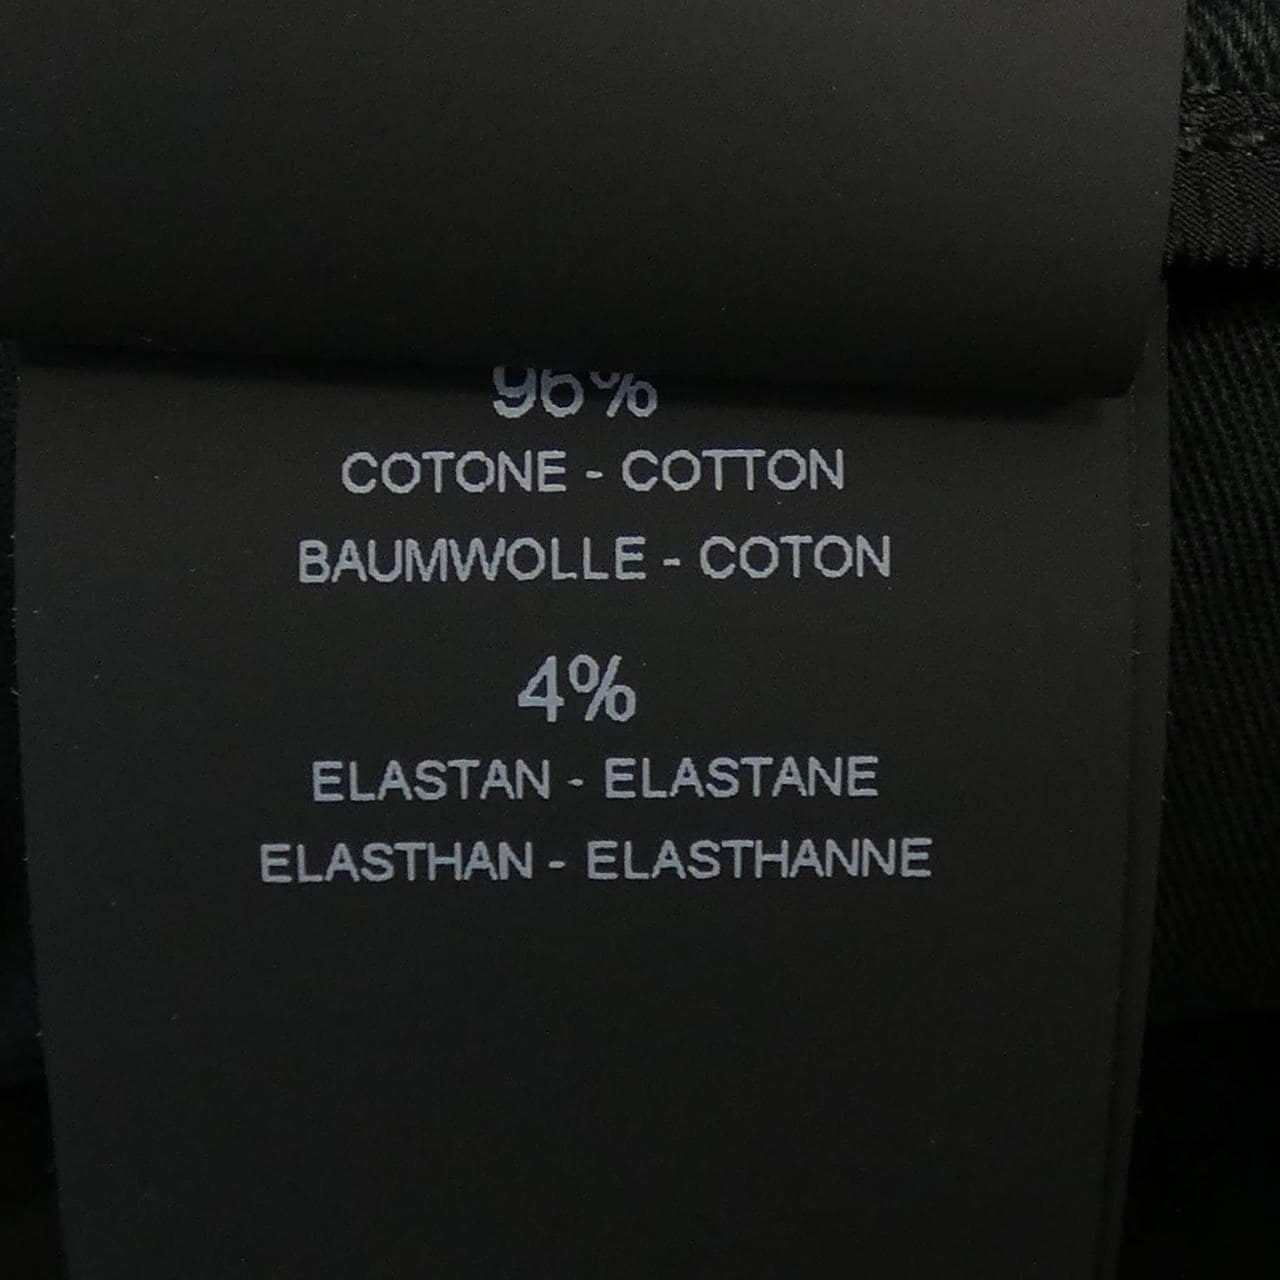 96%
COTONE - COTTON
BAUMWOLLE - COTON
4%
ELASTAN - ELASTANE
ELASTHAN - ELASTHANNE